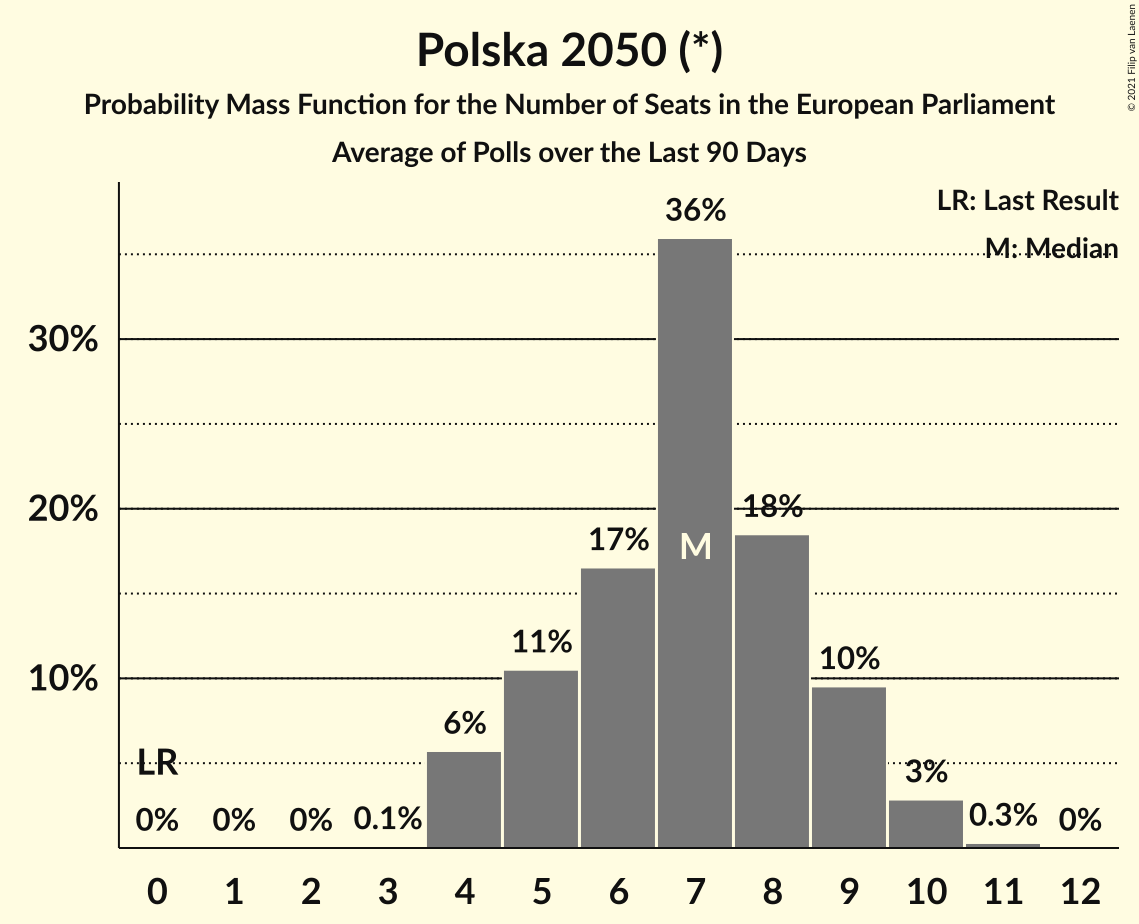 Polska 2050 (*)
Probability Mass Function for the Number of Seats in the European Parliament
Average of Polls over the Last 90 Days
© 2021 Filip van Laenen
LR: Last Result
M: Median
30%
20%
10%
LR
0%
0%
0%
0.1%
6%
11%
17%
36%
M
18%
10%
3%
0.3%
0%
0 1 2 3 4 5 6 7 8 9 10 11 12